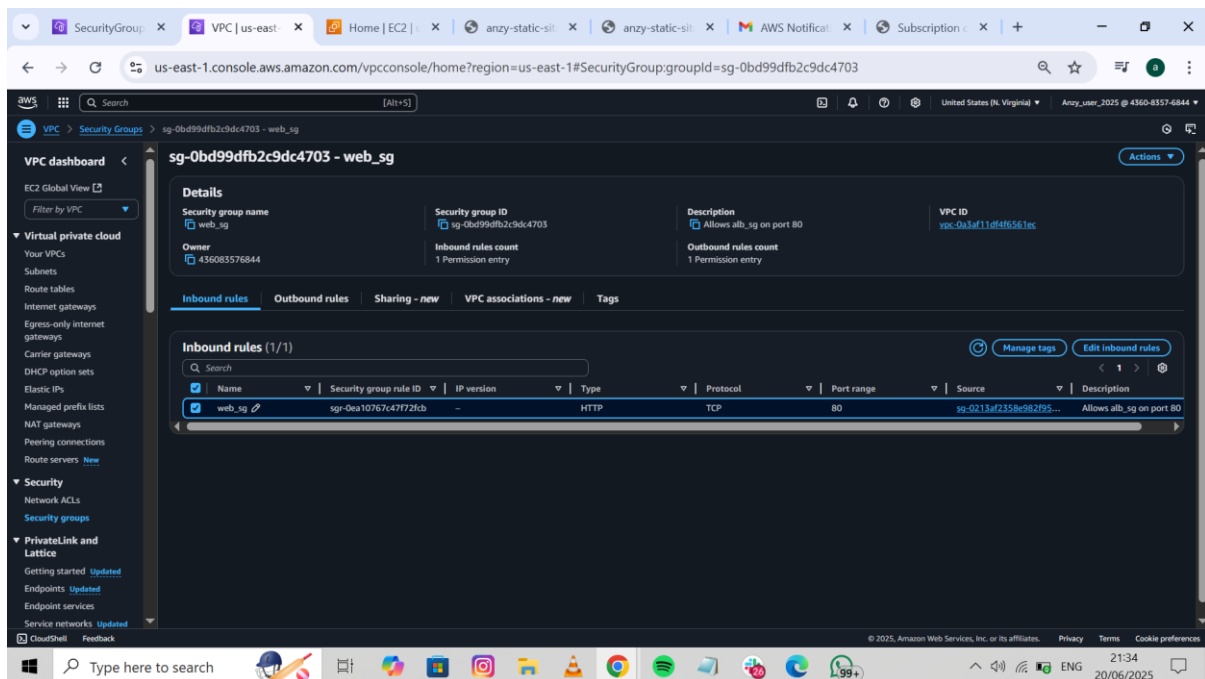 SecurityGroup
VPC | us-east-
Home | EC2 | u
anzy-static-sit
anzy-static-sit
AWS Notificat
Subscription c
us-east-1.console.aws.amazon.com/vpcconsole/home?region=us-east-1#SecurityGroup:groupId=sg-0bd99dfb2c9dc4703
a
aws
Search
[Alt+S]
United States (N. Virginia)
Anzy_user_2025 @ 4360-8357-6844
VPC > Security Groups > sg-0bd99dfb2c9dc4703 - web_sg
VPC dashboard
EC2 Global View
Filter by VPC
Virtual private cloud
Your VPCs
Subnets
Route tables
Internet gateways
Egress-only internet
gateways
Carrier gateways
DHCP option sets
Elastic IPs
Managed prefix lists
NAT gateways
Peering connections
Route servers New
Security
Network ACLs
Security groups
PrivateLink and
Lattice
Getting started Updated
Endpoints Updated
Endpoint services
Service networks Updated
sg-0bd99dfb2c9dc4703 - web_sg
Actions
Details
Security group name
web_sg
Security group ID
sg-0bd99dfb2c9dc4703
Description
Allows alb_sg on port 80
VPC ID
vpc-0a3af11df4f6561ec
Owner
436083576844
Inbound rules count
1 Permission entry
Outbound rules count
1 Permission entry
Inbound rules
Outbound rules
Sharing - new
VPC associations - new
Tags
Inbound rules (1/1)
Manage tags
Edit inbound rules
Search
1
Name
Security group rule ID
IP version
Type
Protocol
Port range
Source
Description
web_sg
sgr-0ea10767c47f72fcb
–
HTTP
TCP
80
sg-0213af2358e982f95...
Allows alb_sg on port 80
CloudShell
Feedback
© 2025, Amazon Web Services, Inc. or its affiliates.
Privacy
Terms
Cookie preferences
Type here to search
26
99+
ENG
21:34
20/06/2025